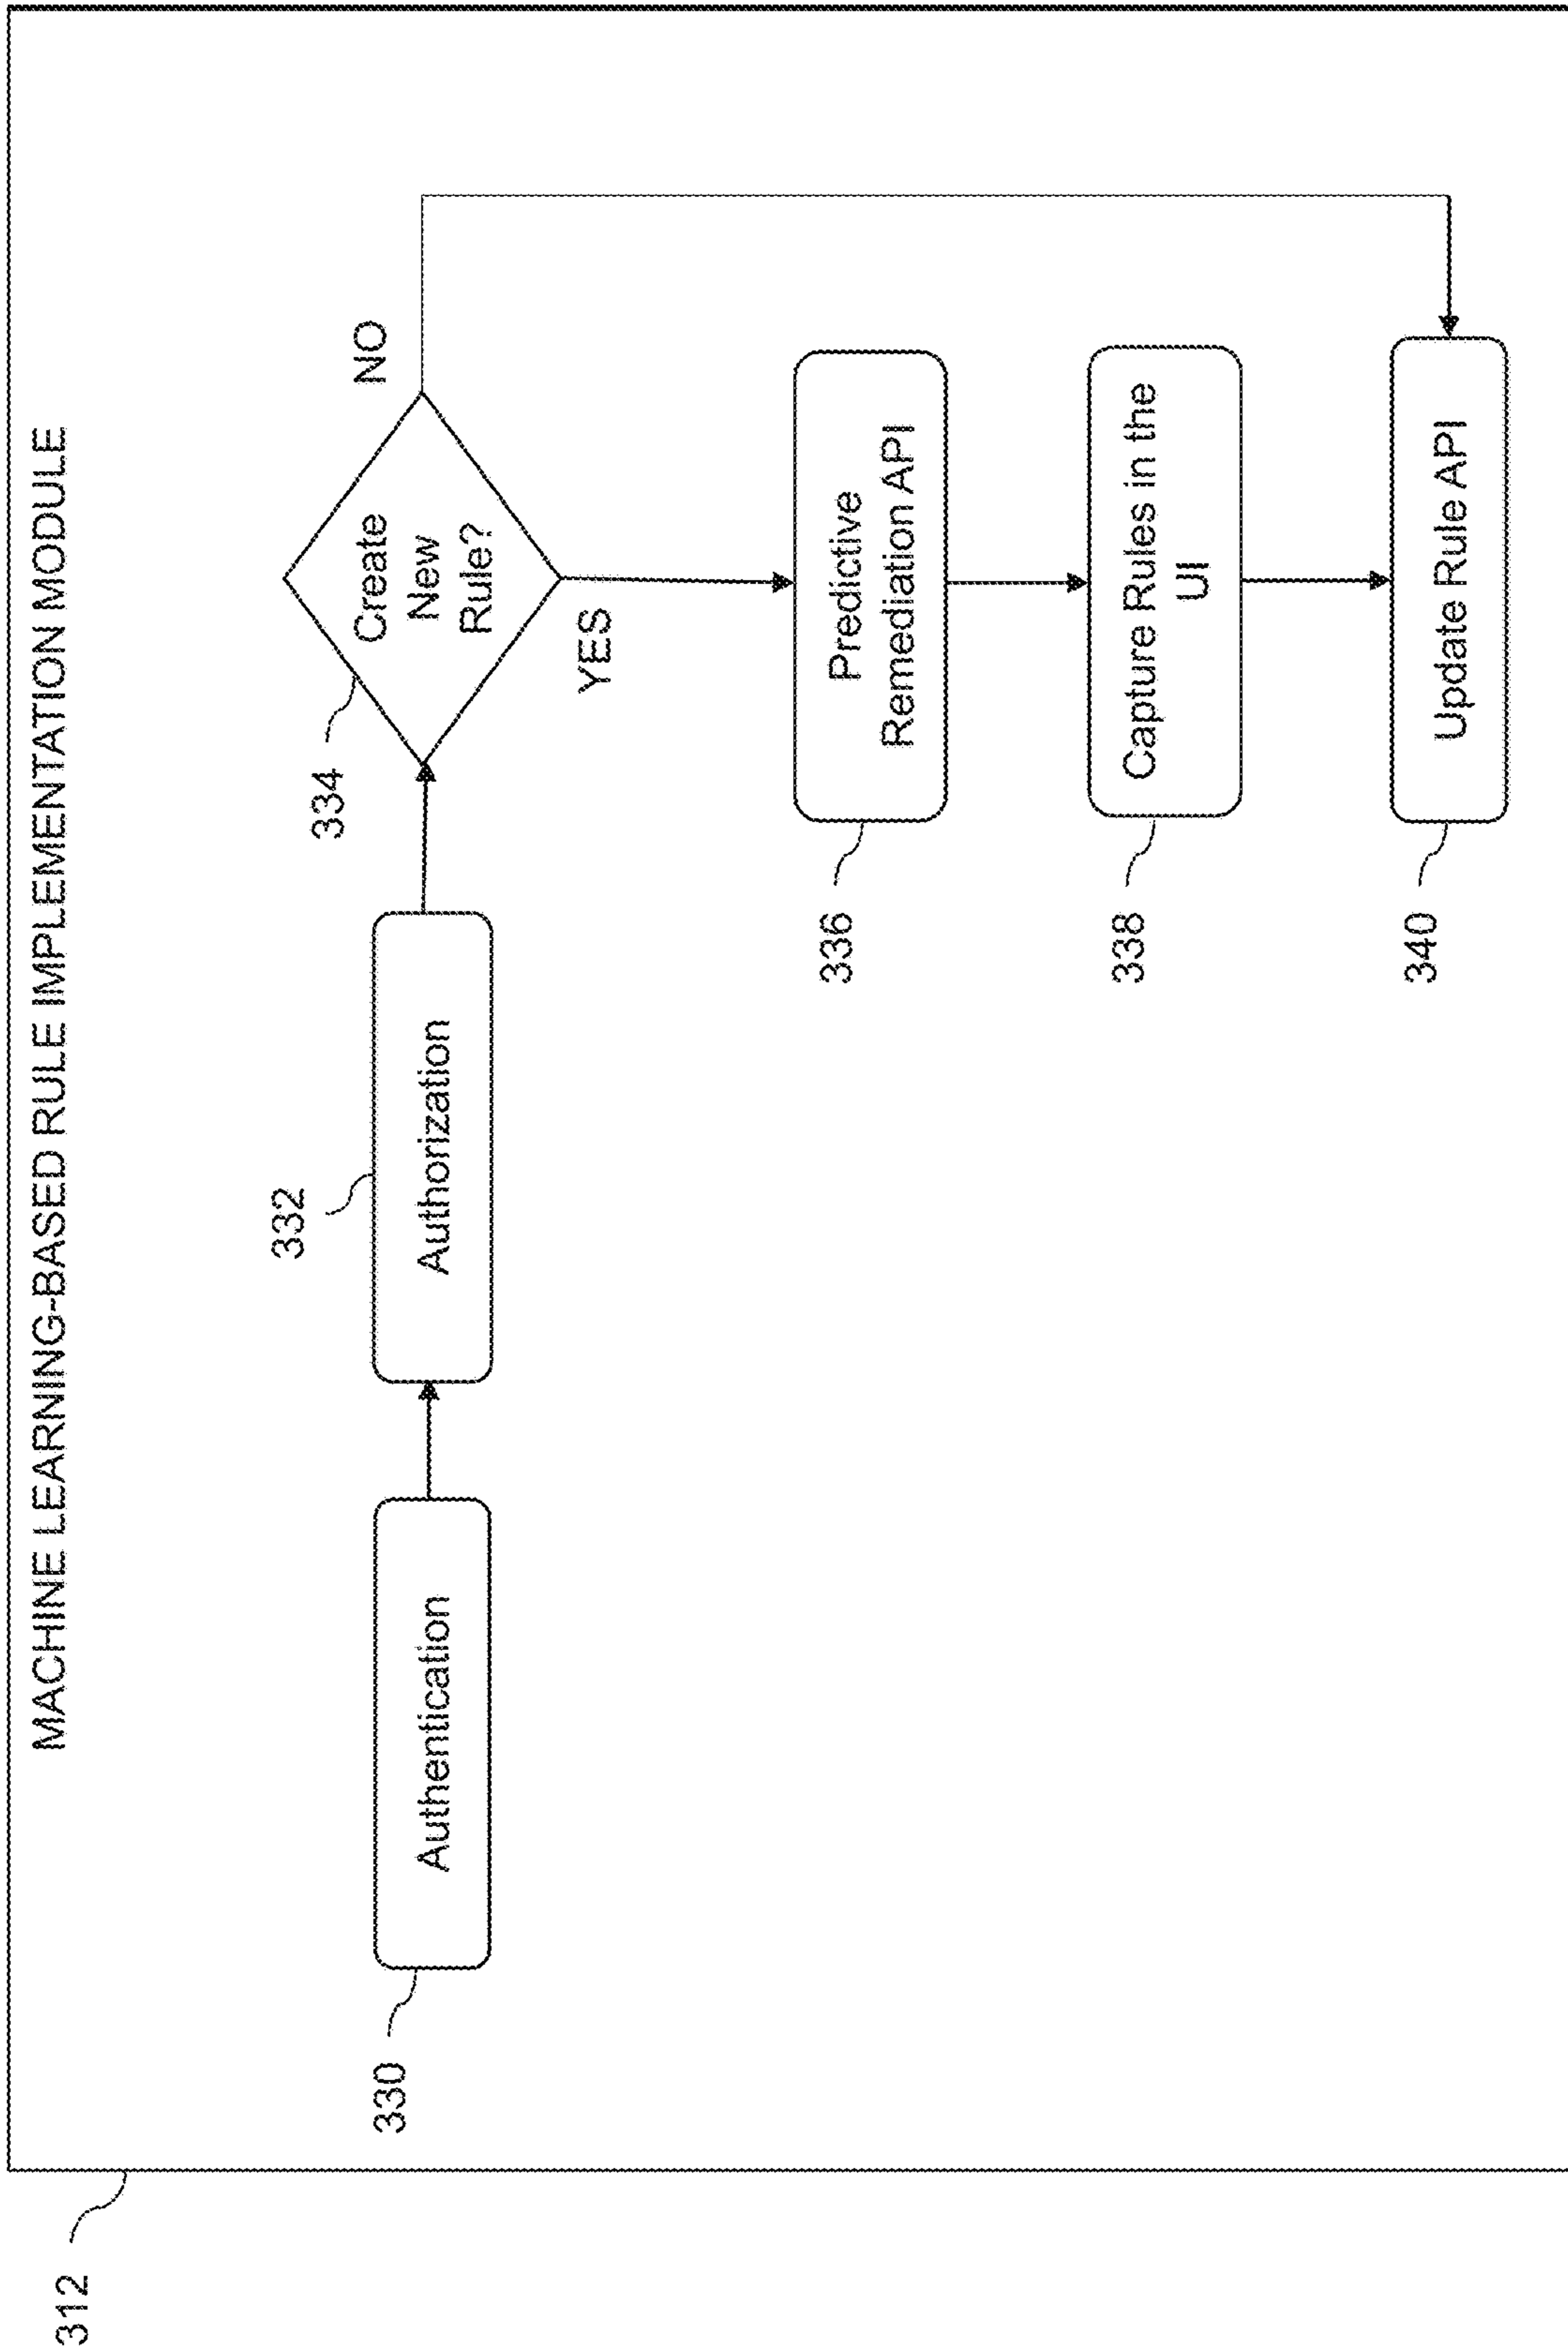 MACHINE LEARNING-BASED RULE IMPLEMENTATION MODULE
312
330
Authentication
332
Authorization
334
Create
New
Rule?
NO
YES
336
Predictive
Remediation API
338
Capture Rules in the
UI
340
Update Rule API